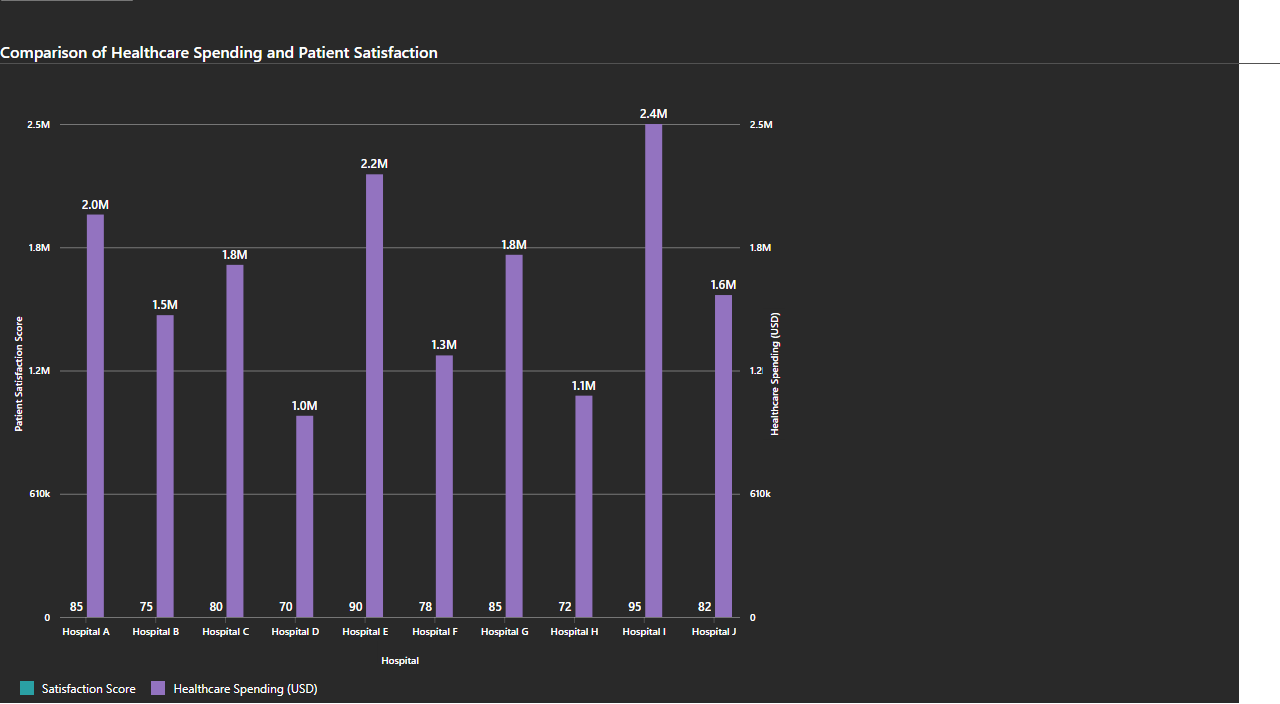 Comparison of Healthcare Spending and Patient Satisfaction
2.4M
2.5M 2.5M
2.2M
2.0M
1.8M 1.8M
1.8M 1.8M
1.6M
1.5M
1.3M
1.2M 1.2
1.1M
1.0M
610k 610k
85 75 80 70 90 78 85 72 95 82
0 0
Patient Satisfaction Score
Healthcare Spending (USD)
Hospital A Hospital B Hospital C Hospital D Hospital E Hospital F Hospital G Hospital H Hospital I Hospital J
Hospital
Satisfaction Score Healthcare Spending (USD)